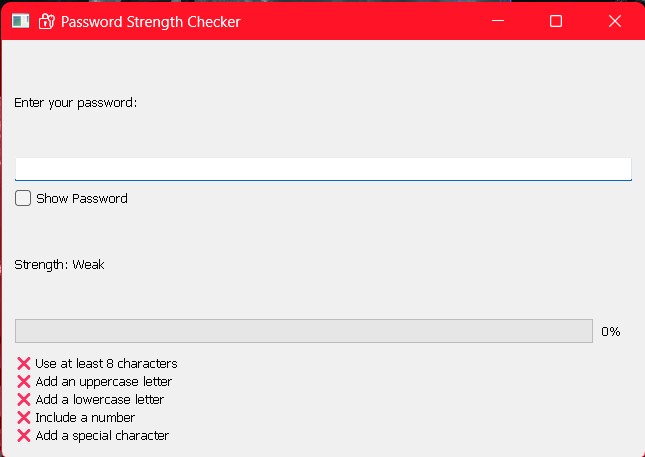 Password Strength Checker
Enter your password:
Show Password
Strength: Weak
0%
Use at least 8 characters
Add an uppercase letter
Add a lowercase letter
Include a number
Add a special character